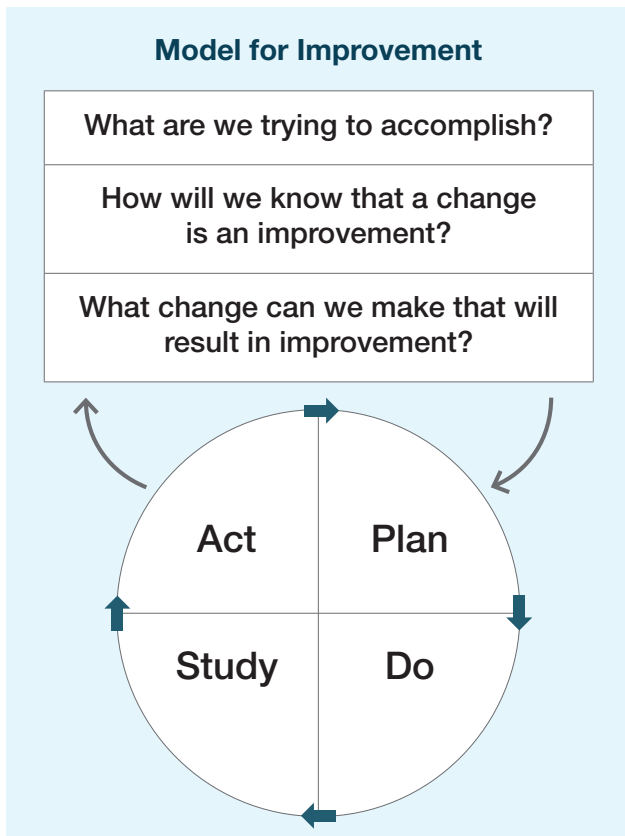 Model for Improvement
What are we trying to accomplish?
How will we know that a change
is an improvement?
What change can we make that will
result in improvement?
Act
Plan
Study
Do